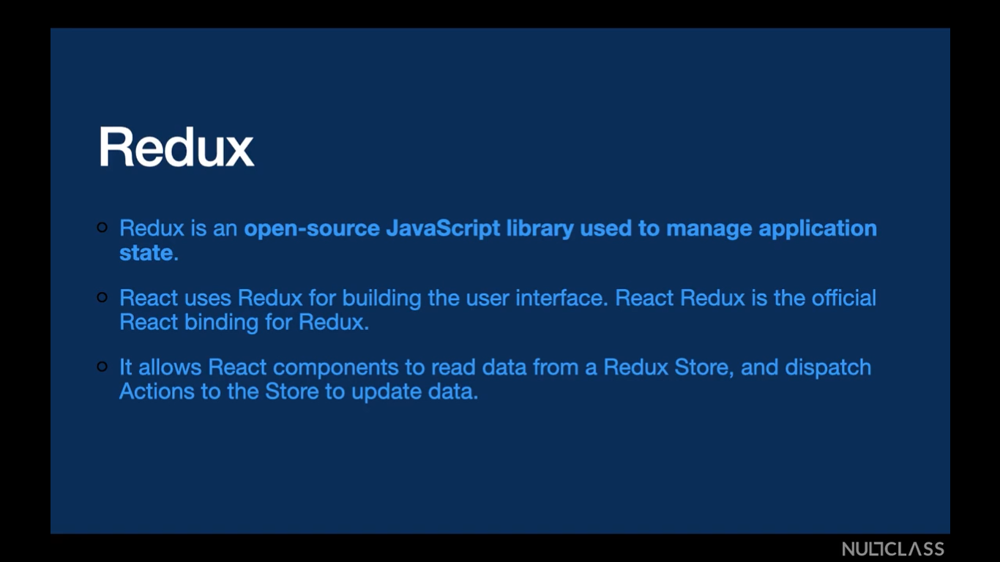 Redux
Redux is an open-source JavaScript library used to manage application
state.
React uses Redux for building the user interface. React Redux is the official
React binding for Redux.
It allows React components to read data from a Redux Store, and dispatch
Actions to the Store to update data.
NULLCLASS